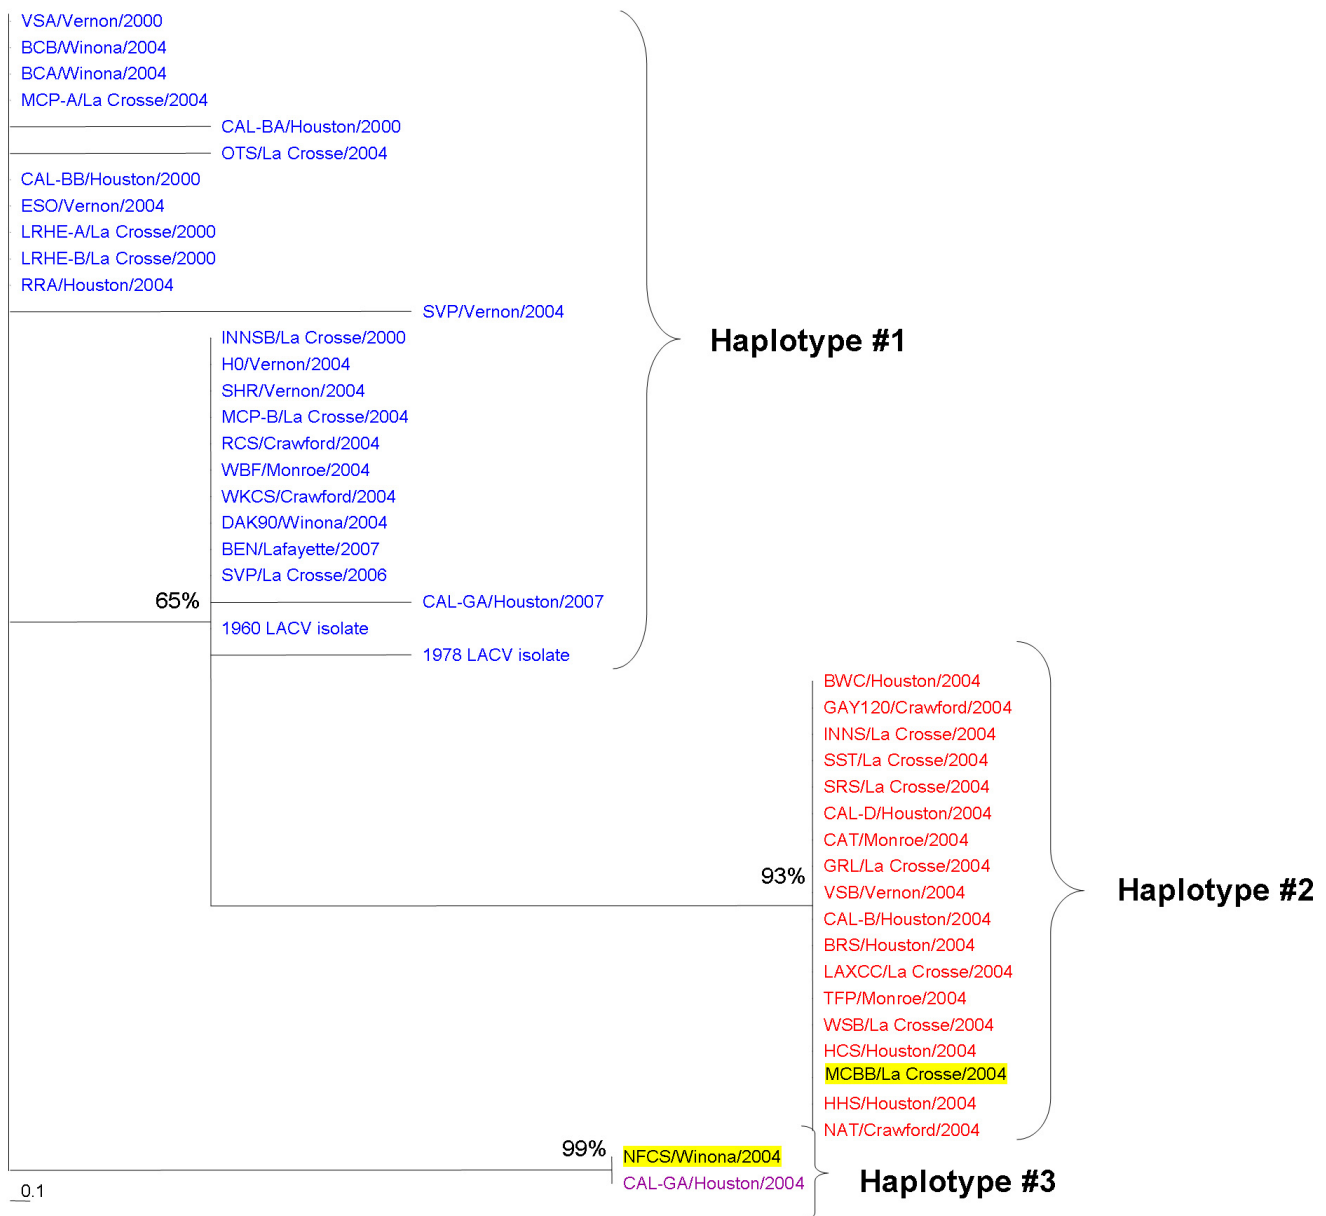 VSA/Vernon/2000
BCB/Winona/2004
BCA/Winona/2004
MCP-A/La Crosse/2004
CAL-BA/Houston/2000
OTS/La Crosse/2004
CAL-BB/Houston/2000
ESO/Vernon/2004
LRHE-A/La Crosse/2000
LRHE-B/La Crosse/2000
RRA/Houston/2004
SVP/Vernon/2004
INNSB/La Crosse/2000
Haplotype #1
H0/Vernon/2004
SHR/Vernon/2004
MCP-B/La Crosse/2004
RCS/Crawford/2004
WBF/Monroe/2004
WKCS/Crawford/2004
DAK90/Winona/2004
BEN/Lafayette/2007
SVP/La Crosse/2006
65%
CAL-GA/Houston/2007
1960 LACV isolate
1978 LACV isolate
BWC/Houston/2004
GAY120/Crawford/2004
INNS/La Crosse/2004
SST/La Crosse/2004
SRS/La Crosse/2004
CAL-D/Houston/2004
CAT/Monroe/2004
GRL/La Crosse/2004
93%
VSB/Vernon/2004
Haplotype #2
CAL-B/Houston/2004
BRS/Houston/2004
LAXCC/La Crosse/2004
TFP/Monroe/2004
WSB/La Crosse/2004
HCS/Houston/2004
MCBB/La Crosse/2004
HHS/Houston/2004
NAT/Crawford/2004
99%
NFCS/Winona/2004
CAL-GA/Houston/2004
Haplotype #3
0.1